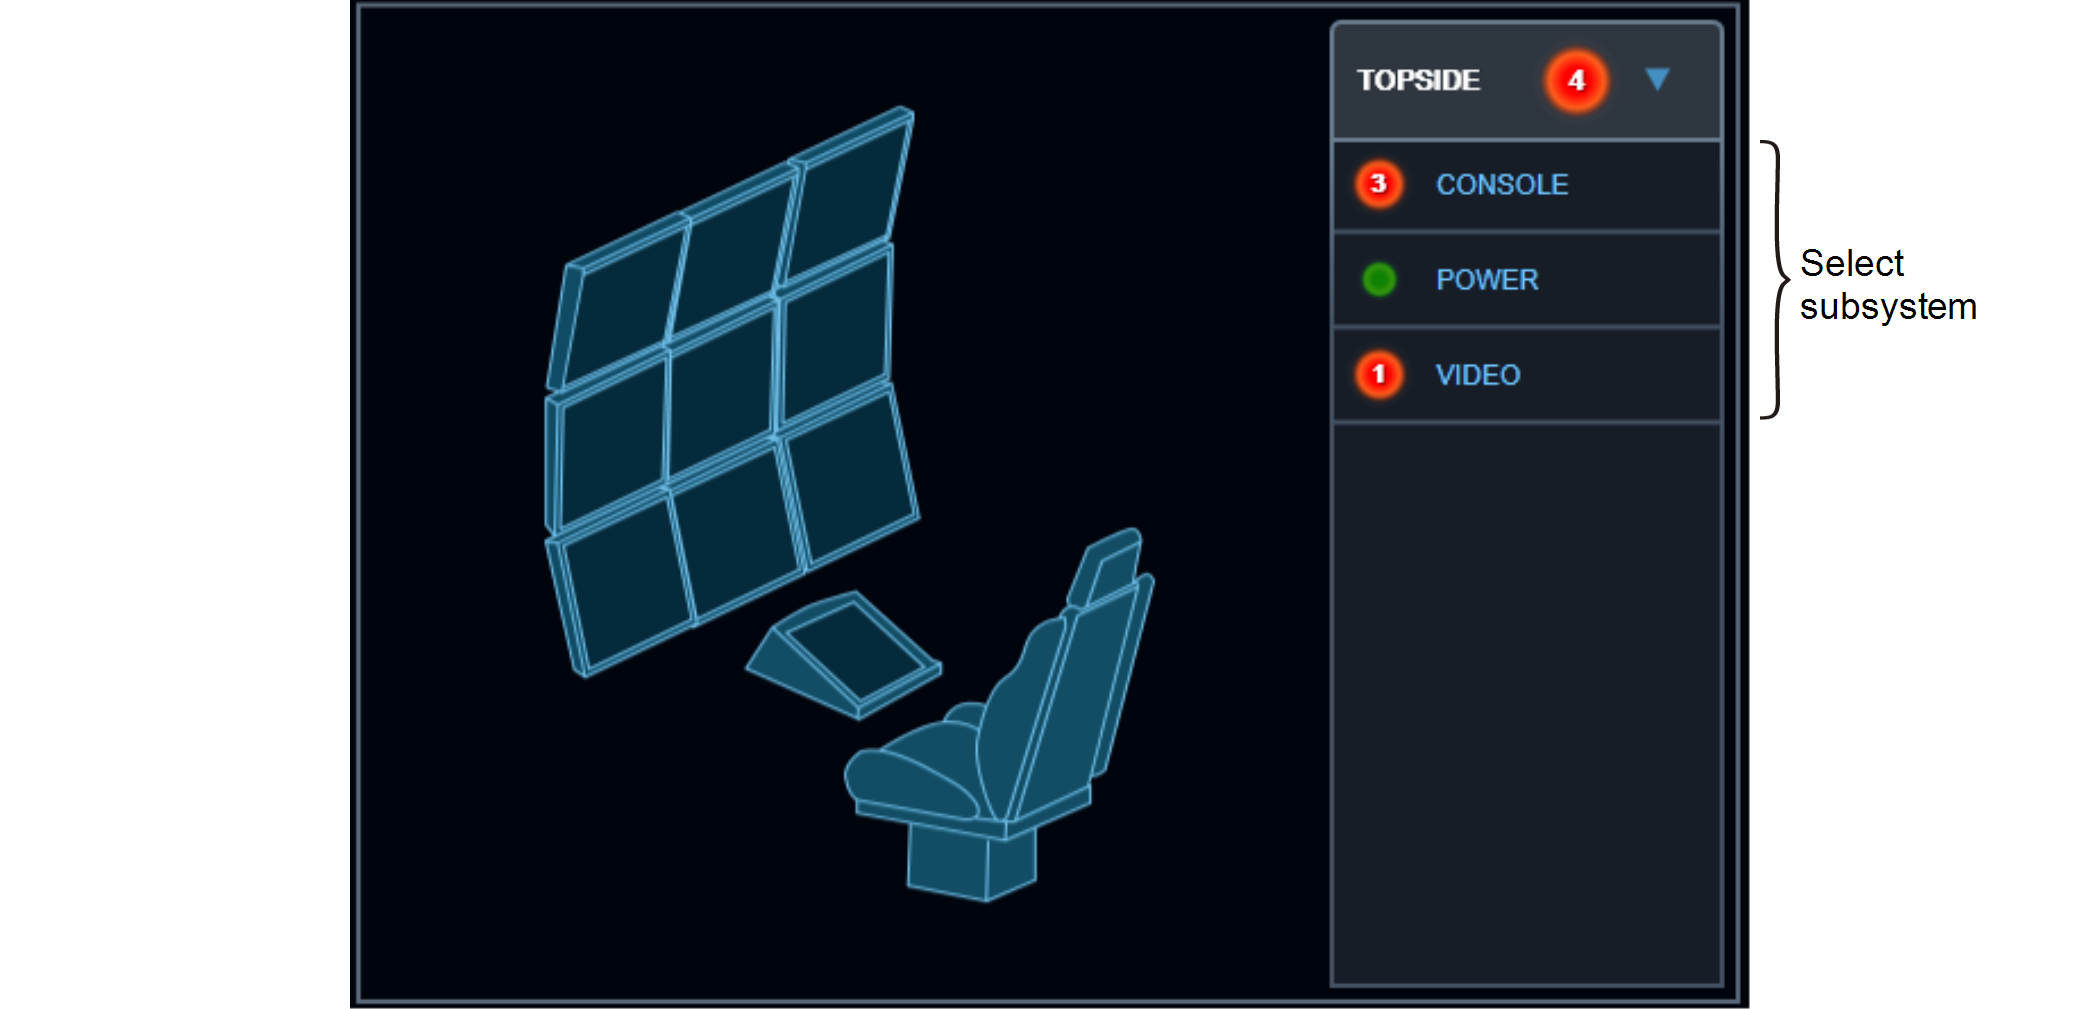 TOPSIDE 4
3 CONSOLE
POWER
1 VIDEO
Select
subsystem